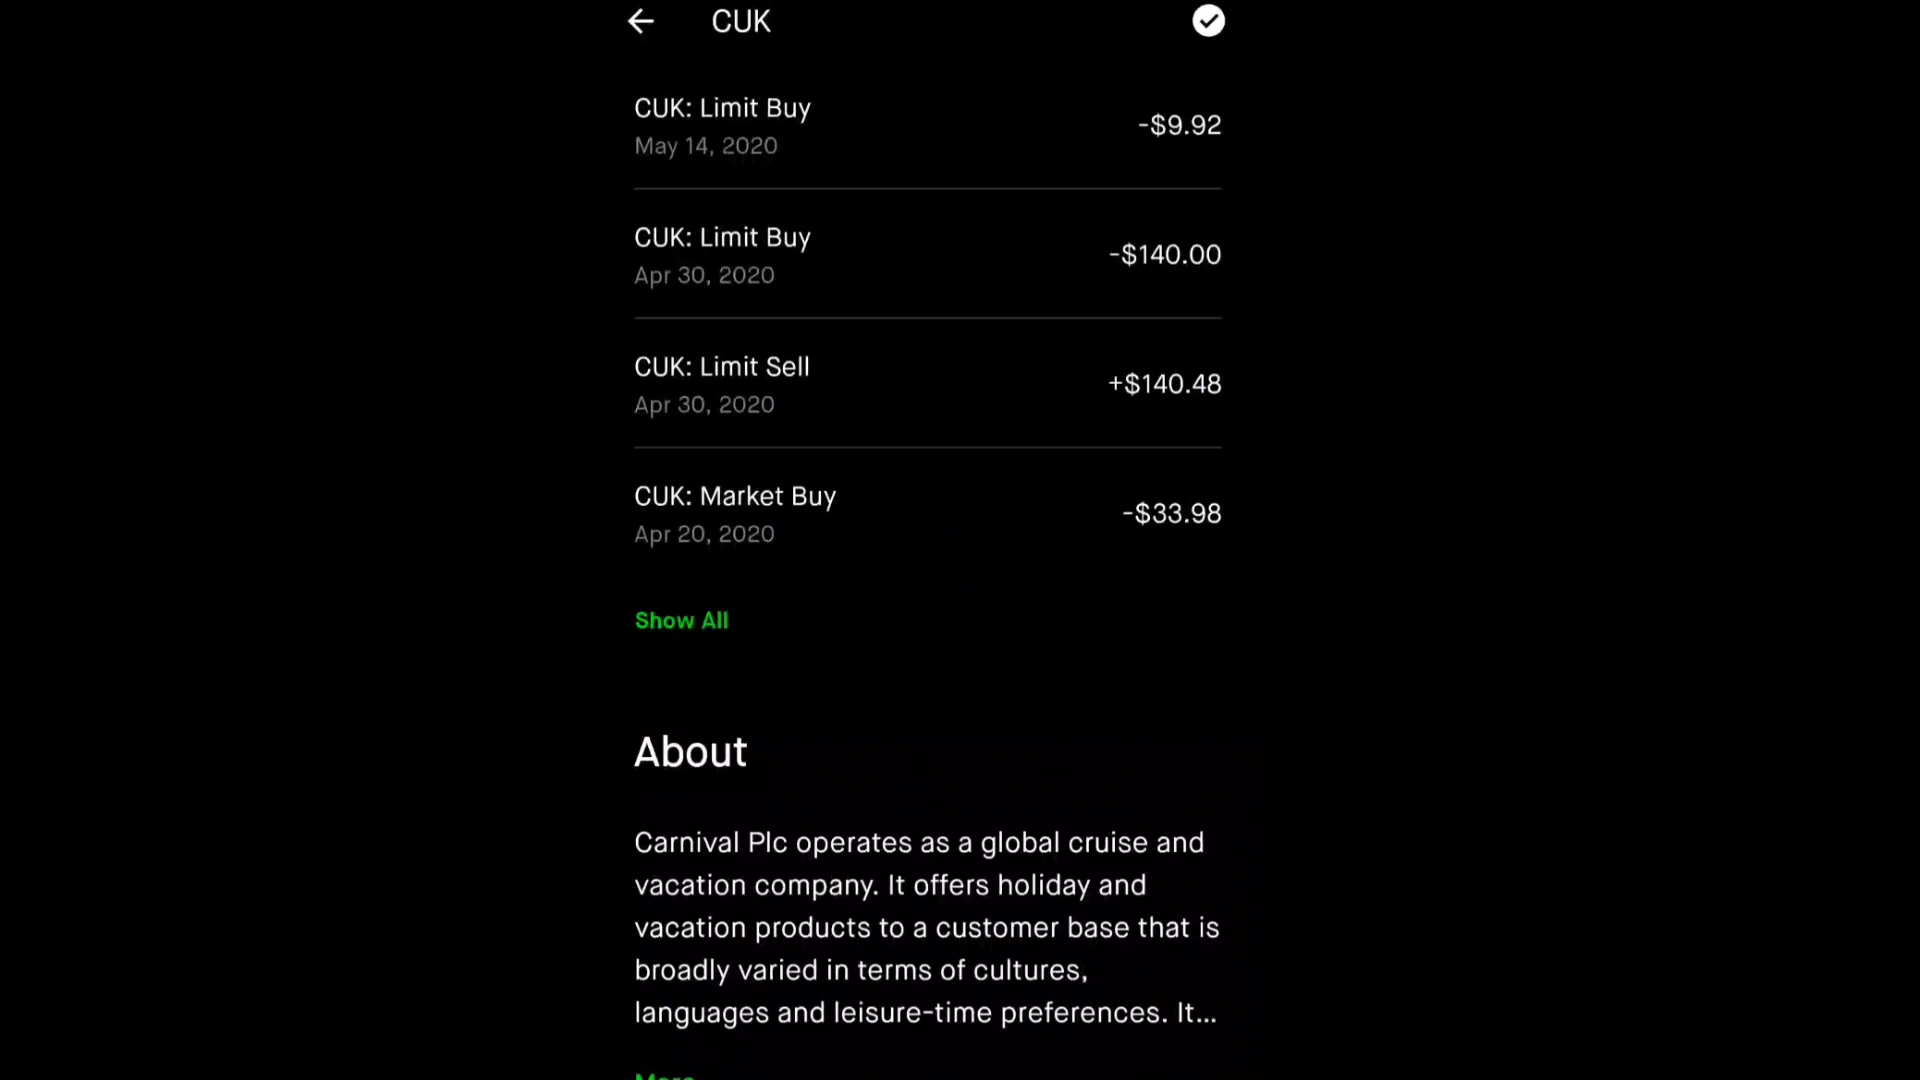 CUK
CUK: Limit Buy
May 14, 2020
-$9.92
CUK: Limit Buy
Apr 30, 2020
-$140.00
CUK: Limit Sell
Apr 30, 2020
+$140.48
CUK: Market Buy
Apr 20, 2020
-$33.98
Show All
About
Carnival Plc operates as a global cruise and
vacation company. It offers holiday and
vacation products to a customer base that is
broadly varied in terms of cultures,
languages and leisure-time preferences. It...
More